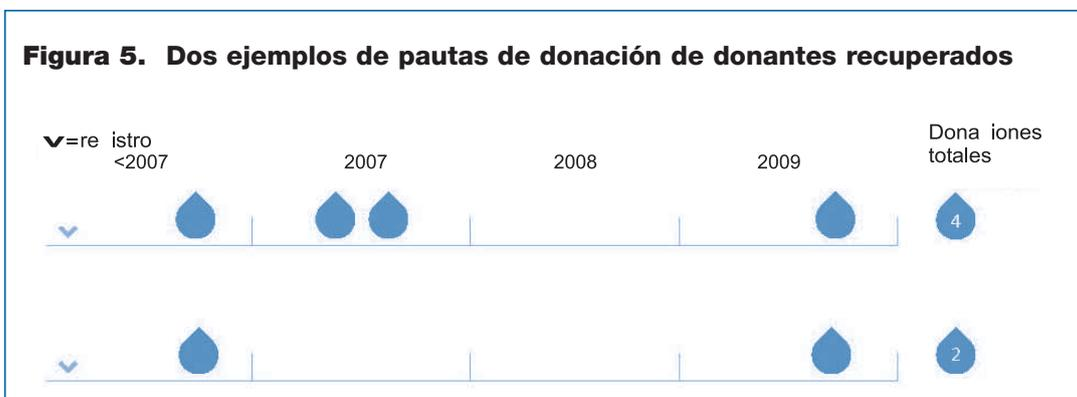 Figura 5. Dos ejemplos de pautas de donación de donantes recuperados
v=re istro
<2007 2007 2008 2009
Dona iones
totales
4
2